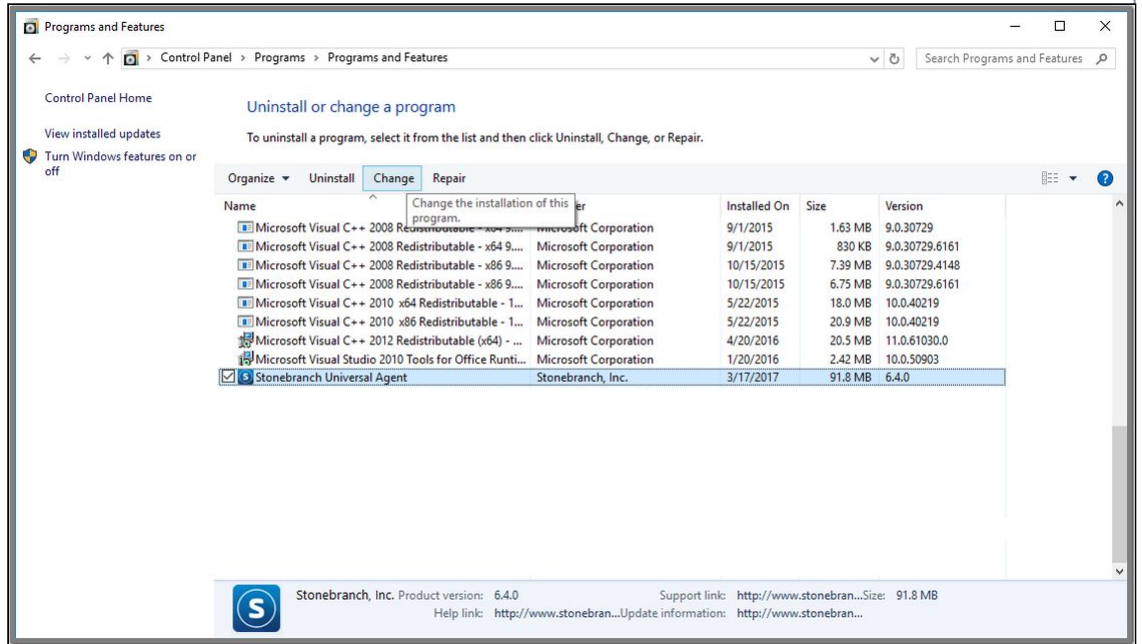 Programs and Features
Control Panel > Programs > Programs and Features
Search Programs and Features
Control Panel Home
View installed updates
Turn Windows features on or
off
Uninstall or change a program
To uninstall a program, select it from the list and then click Uninstall, Change, or Repair.
Organize Uninstall Change Repair
Change the installation of this
program.
Name er Installed On Size Version
Microsoft Visual C++ 2008 Redistributable - x64 9.... Microsoft Corporation 9/1/2015 1.63 MB 9.0.30729
Microsoft Visual C++ 2008 Redistributable - x64 9.... Microsoft Corporation 9/1/2015 830 KB 9.0.30729.6161
Microsoft Visual C++ 2008 Redistributable - x86 9.... Microsoft Corporation 10/15/2015 7.39 MB 9.0.30729.4148
Microsoft Visual C++ 2008 Redistributable - x86 9.... Microsoft Corporation 10/15/2015 6.75 MB 9.0.30729.6161
Microsoft Visual C++ 2010 x64 Redistributable - 1... Microsoft Corporation 5/22/2015 18.0 MB 10.0.40219
Microsoft Visual C++ 2010 x86 Redistributable - 1... Microsoft Corporation 5/22/2015 20.9 MB 10.0.40219
Microsoft Visual C++ 2012 Redistributable (x64) - ... Microsoft Corporation 4/20/2016 20.5 MB 11.0.61030.0
Microsoft Visual Studio 2010 Tools for Office Runti... Microsoft Corporation 1/20/2016 2.42 MB 10.0.50903
Stonebranch Universal Agent Stonebranch, Inc. 3/17/2017 91.8 MB 6.4.0
Stonebranch, Inc. Product version: 6.4.0 Support link: http://www.stonebran...Size: 91.8 MB
Help link: http://www.stonebran...Update information: http://www.stonebran...